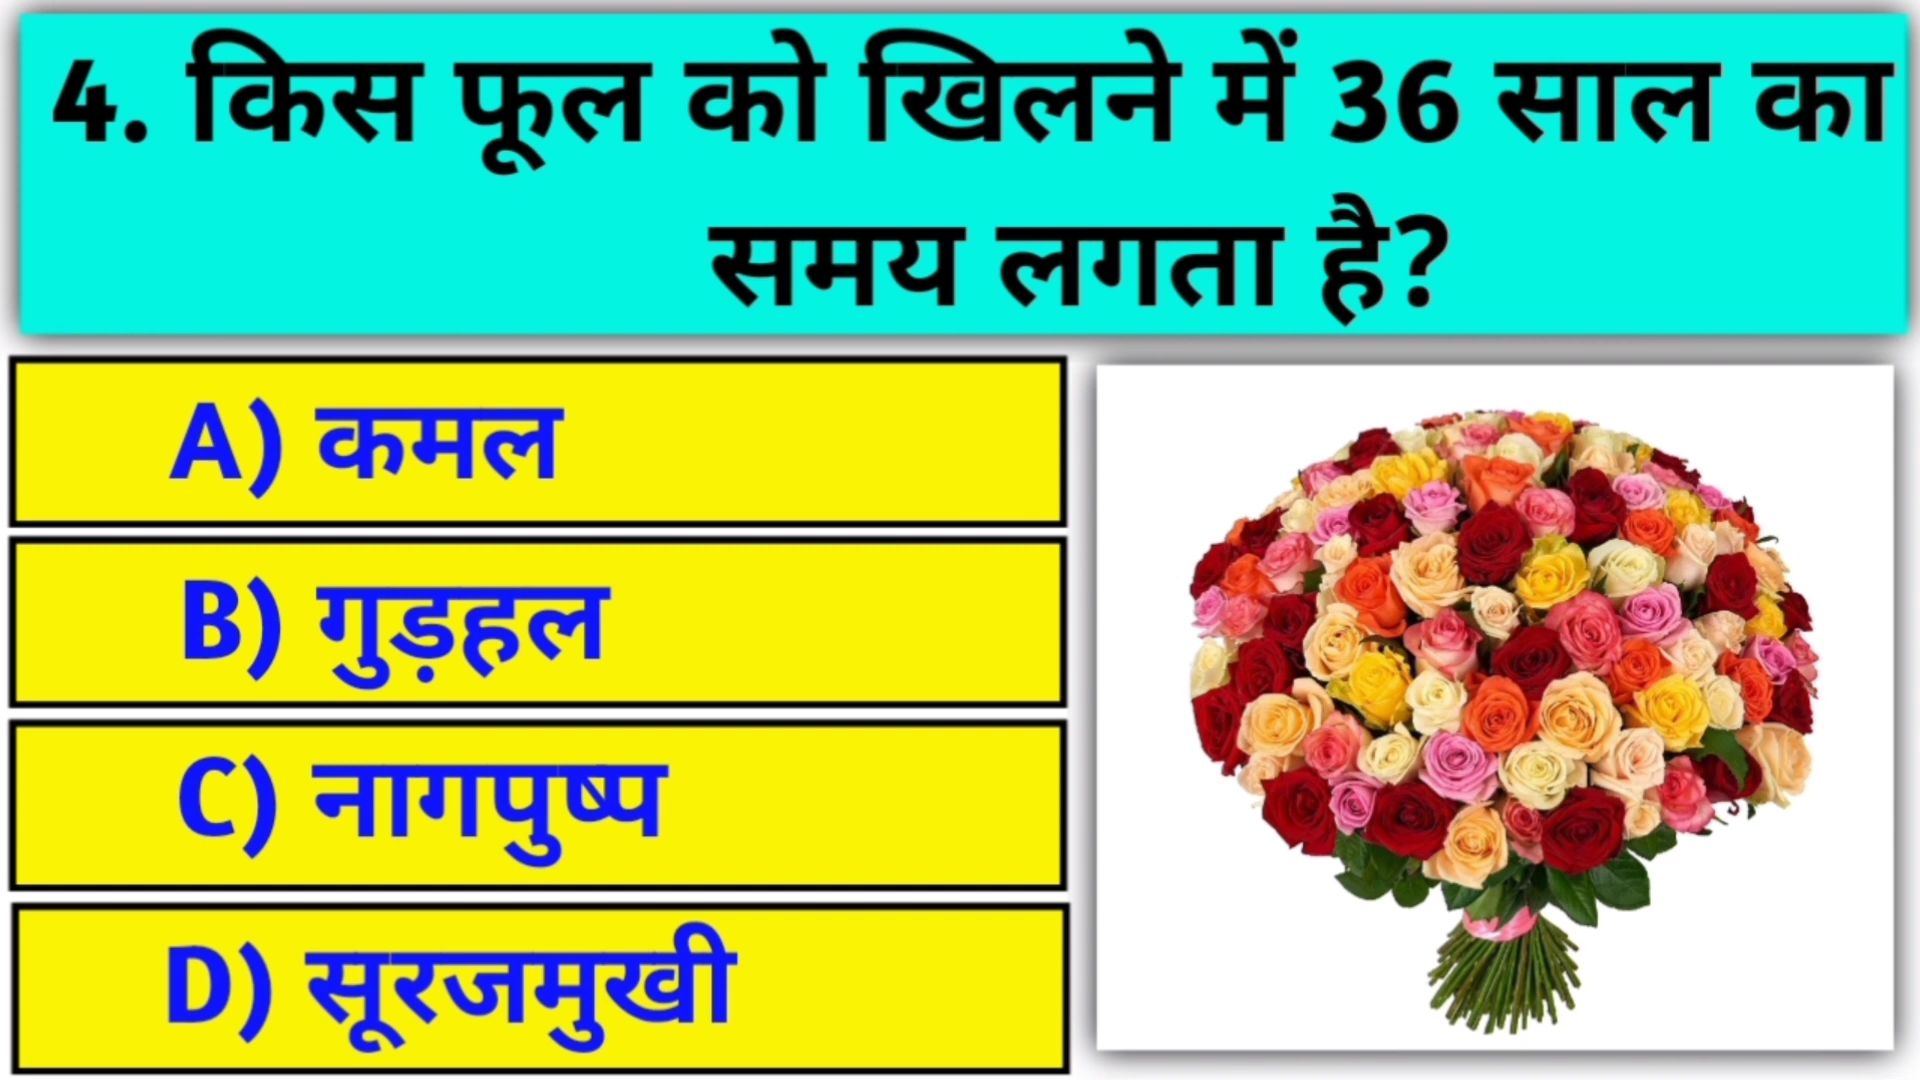 4. किस फूल को खिलने में 36 साल का
समय लगता है?
A) कमल
B) गुड़हल
C) नागपुष्प
D) सूरजमुखी